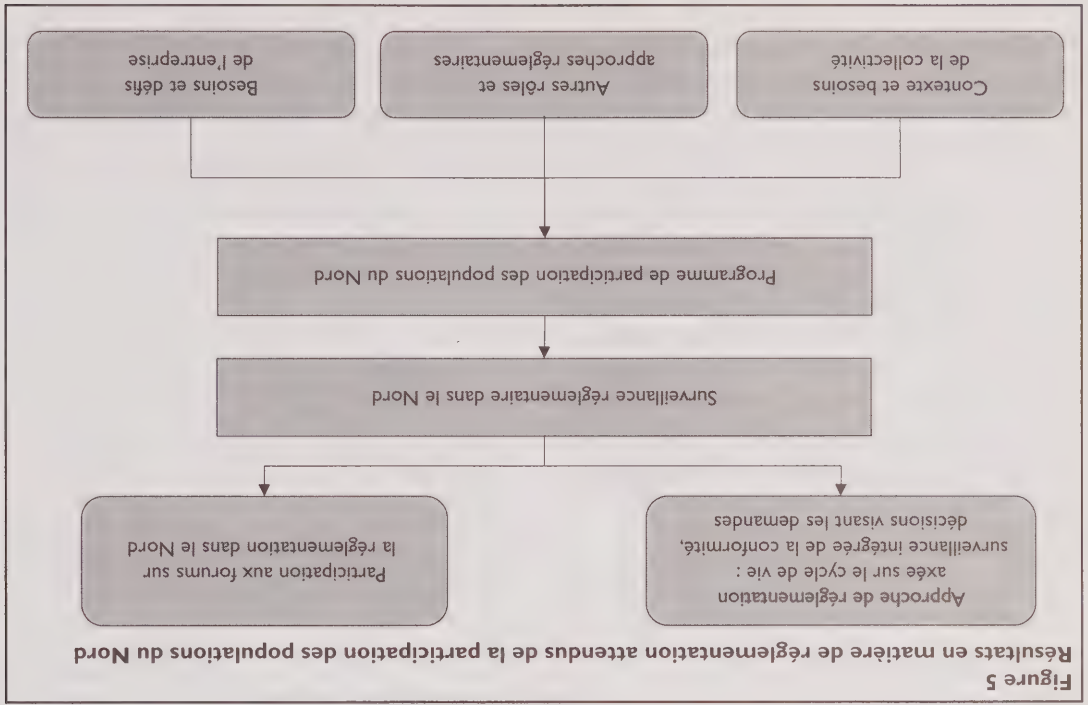 Figure 5
Résultats en matière de réglementation attendus de la participation des populations du Nord
Approche de réglementation
axée sur le cycle de vie :
surveillance intégrée de la conformité,
décisions visant les demandes
Participation aux forums sur
la réglementation dans le Nord
Surveillance réglementaire dans le Nord
Programme de participation des populations du Nord
Contexte et besoins
de la collectivité
Autres rôles et
approches réglementaires
Besoins et défis
de l'entreprise